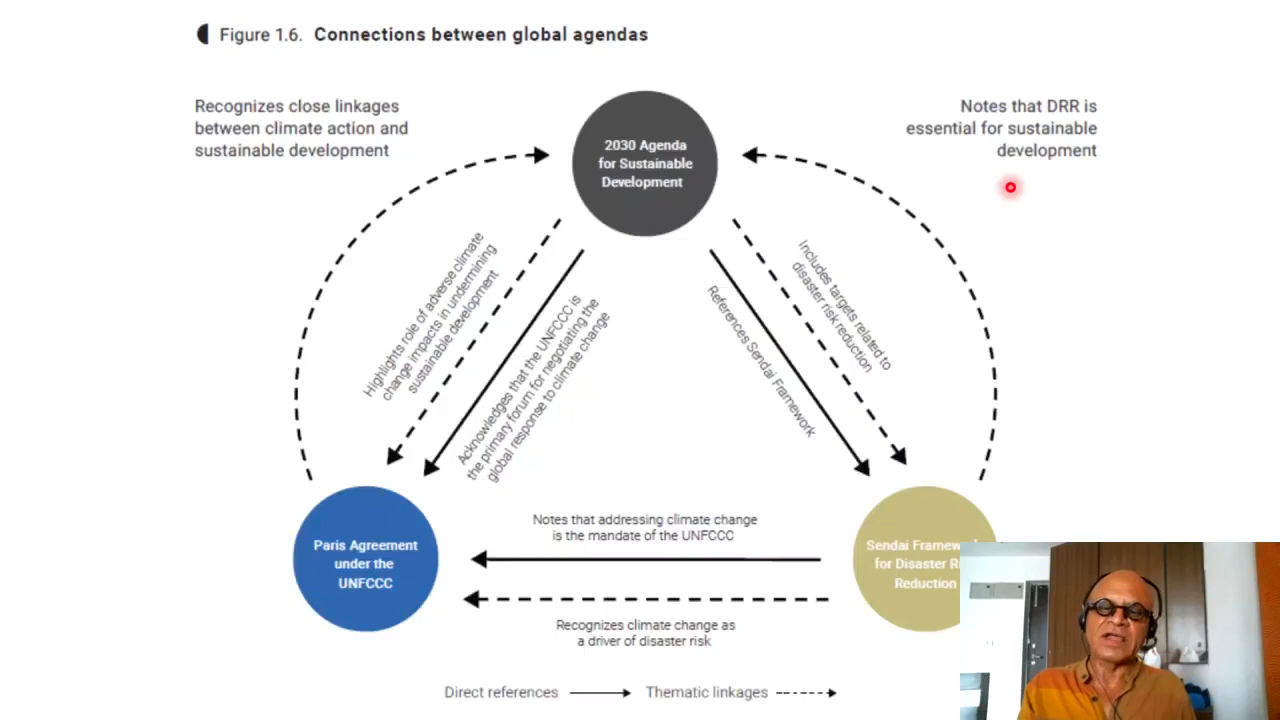 Figure 1.6. Connections between global agendas
Recognizes close linkages
between climate action and
sustainable development
Notes that DRR is
essential for sustainable
development
2030 Agenda
for Sustainable
Development
Highlights role of adverse climate
change impacts in undermining
sustainable development
Acknowledges that the UNFCCC is
the primary forum for negotiating the
global response to climate change
Includes targets related to
disaster risk reduction
References Sendai Framework
Paris Agreement
under the
UNFCCC
Notes that addressing climate change
is the mandate of the UNFCCC
Recognizes climate change as
a driver of disaster risk
Sendai
for Disaster
Reduction
Direct references
Thematic linkages